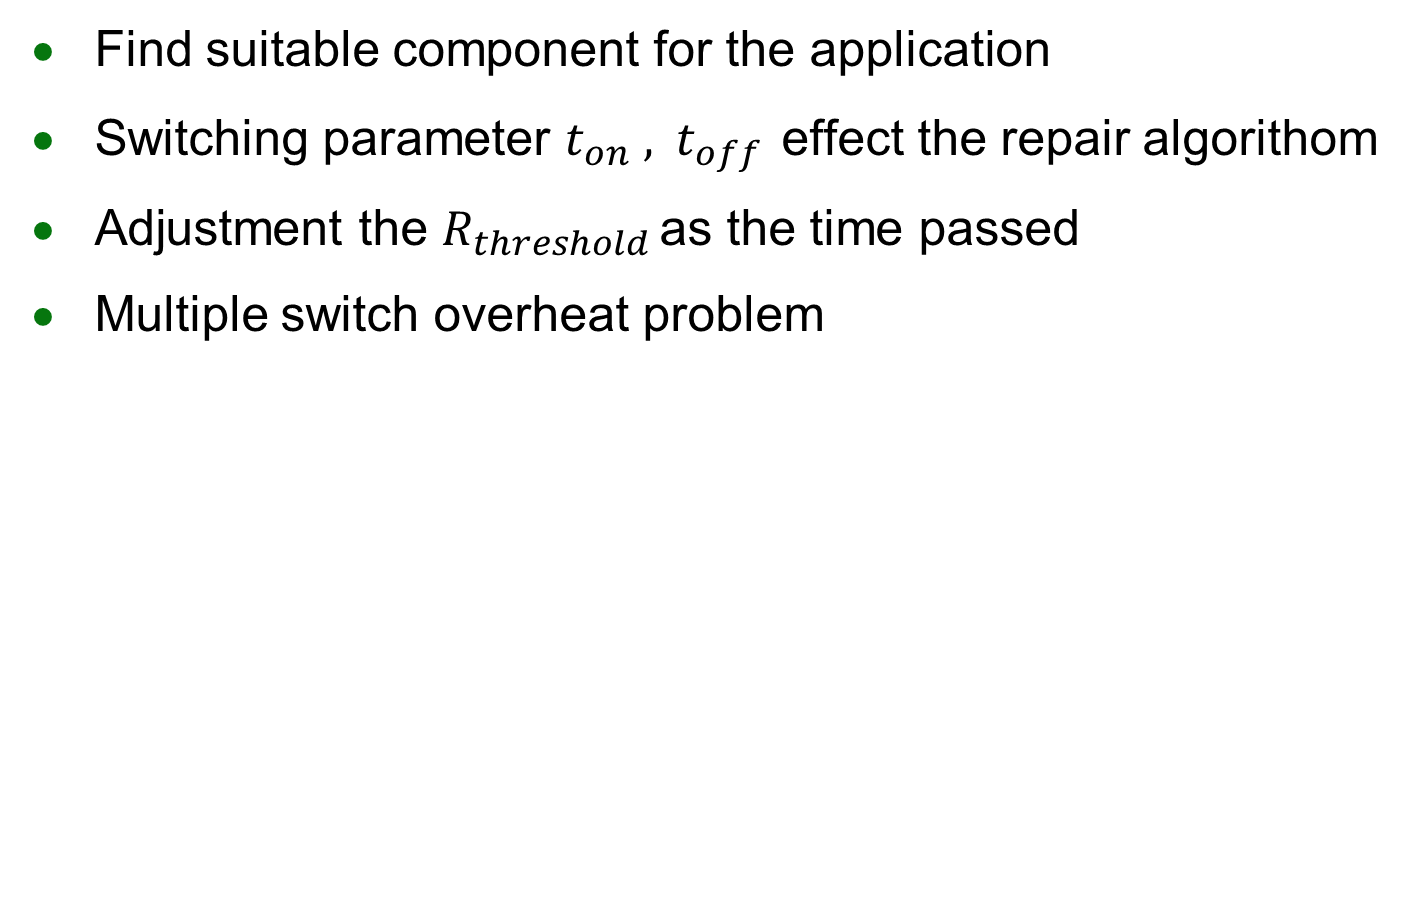 • Find suitable component for the application
• Switching parameter t_on , t_off effect the repair algorithom
• Adjustment the R_threshold as the time passed
• Multiple switch overheat problem